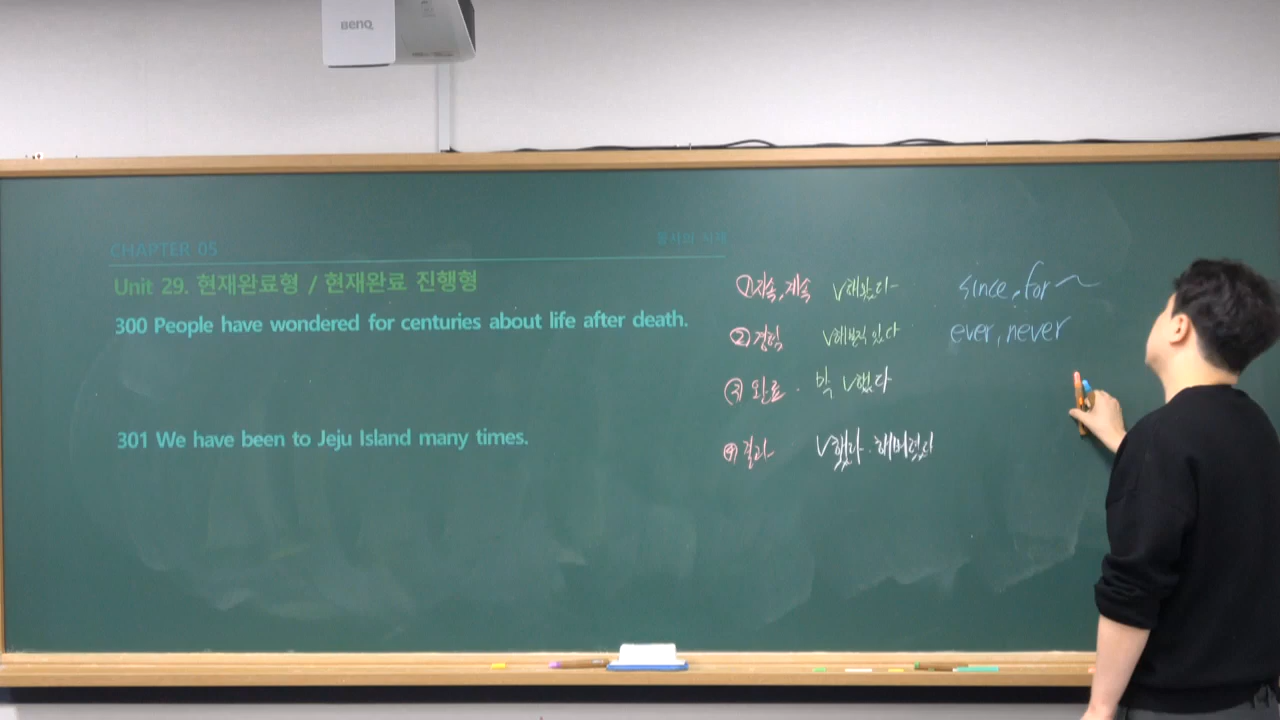 BENQ
CHAPTER 05
동사의 시제
Unit 29. 현재완료형 / 현재완료 진행형
300 People have wondered for centuries about life after death.
301 We have been to Jeju Island many times.
①지속,계속 V해왔다 since, for ~
②경험 V해본적 있다 ever, never
③ 완료. 막 V했다
④결과 V했다. 해버렸다